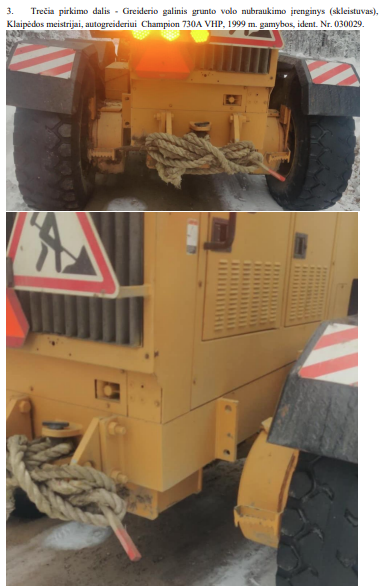 3. Trečia pirkimo dalis - Greiderio galinis grunto volo nubraukimo įrenginys (skleistuvas),
Klaipėdos meistrijai, autogreideriui Champion 730A VHP, 1999 m. gamybos, ident. Nr. 030029.